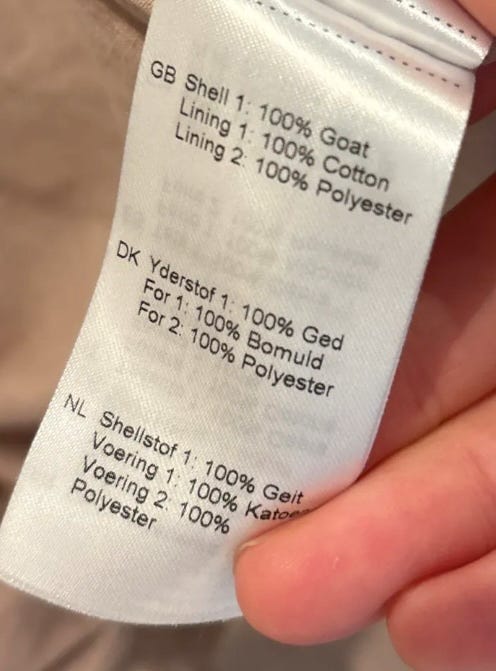 GB Shell 1: 100% Goat
Lining 1: 100% Cotton
Lining 2: 100% Polyester
DK Yderstof 1: 100% Ged
For 1: 100% Bomuld
For 2: 100% Polyester
NL Shellstof 1: 100% Geit
Voering 1: 100% Katoen
Voering 2: 100%
Polyester